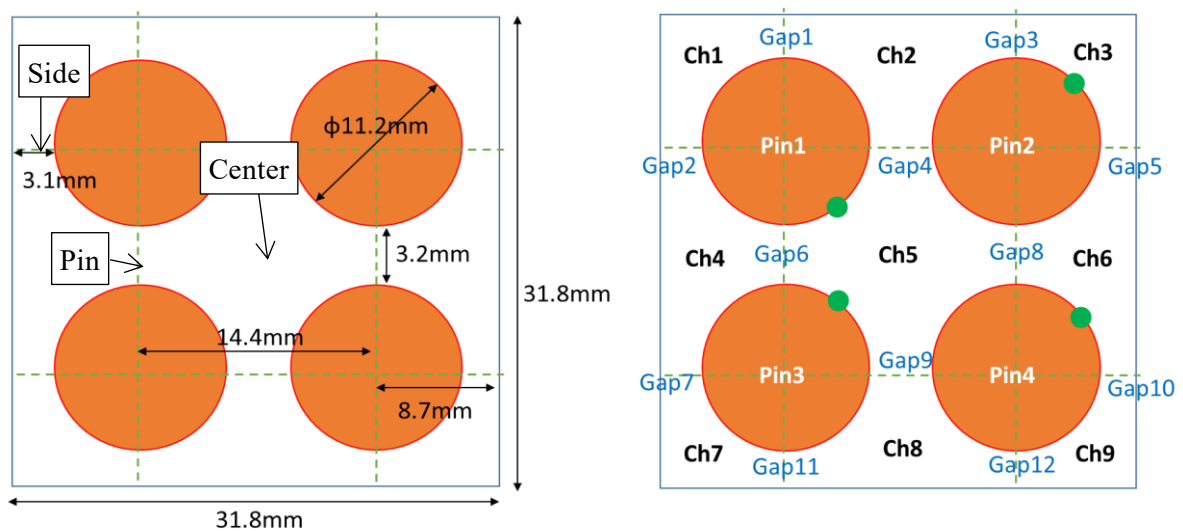 Side
3.1mm
ϕ11.2mm
Center
Pin
3.2mm
31.8mm
14.4mm
8.7mm
31.8mm
Gap1
Gap3
Ch1
Ch2
Ch3
Pin1
Pin2
Gap2
Gap4
Gap5
Gap6
Gap8
Ch4
Ch5
Ch6
Gap9
Pin3
Pin4
Gap7
Gap10
Ch7
Ch8
Ch9
Gap11
Gap12